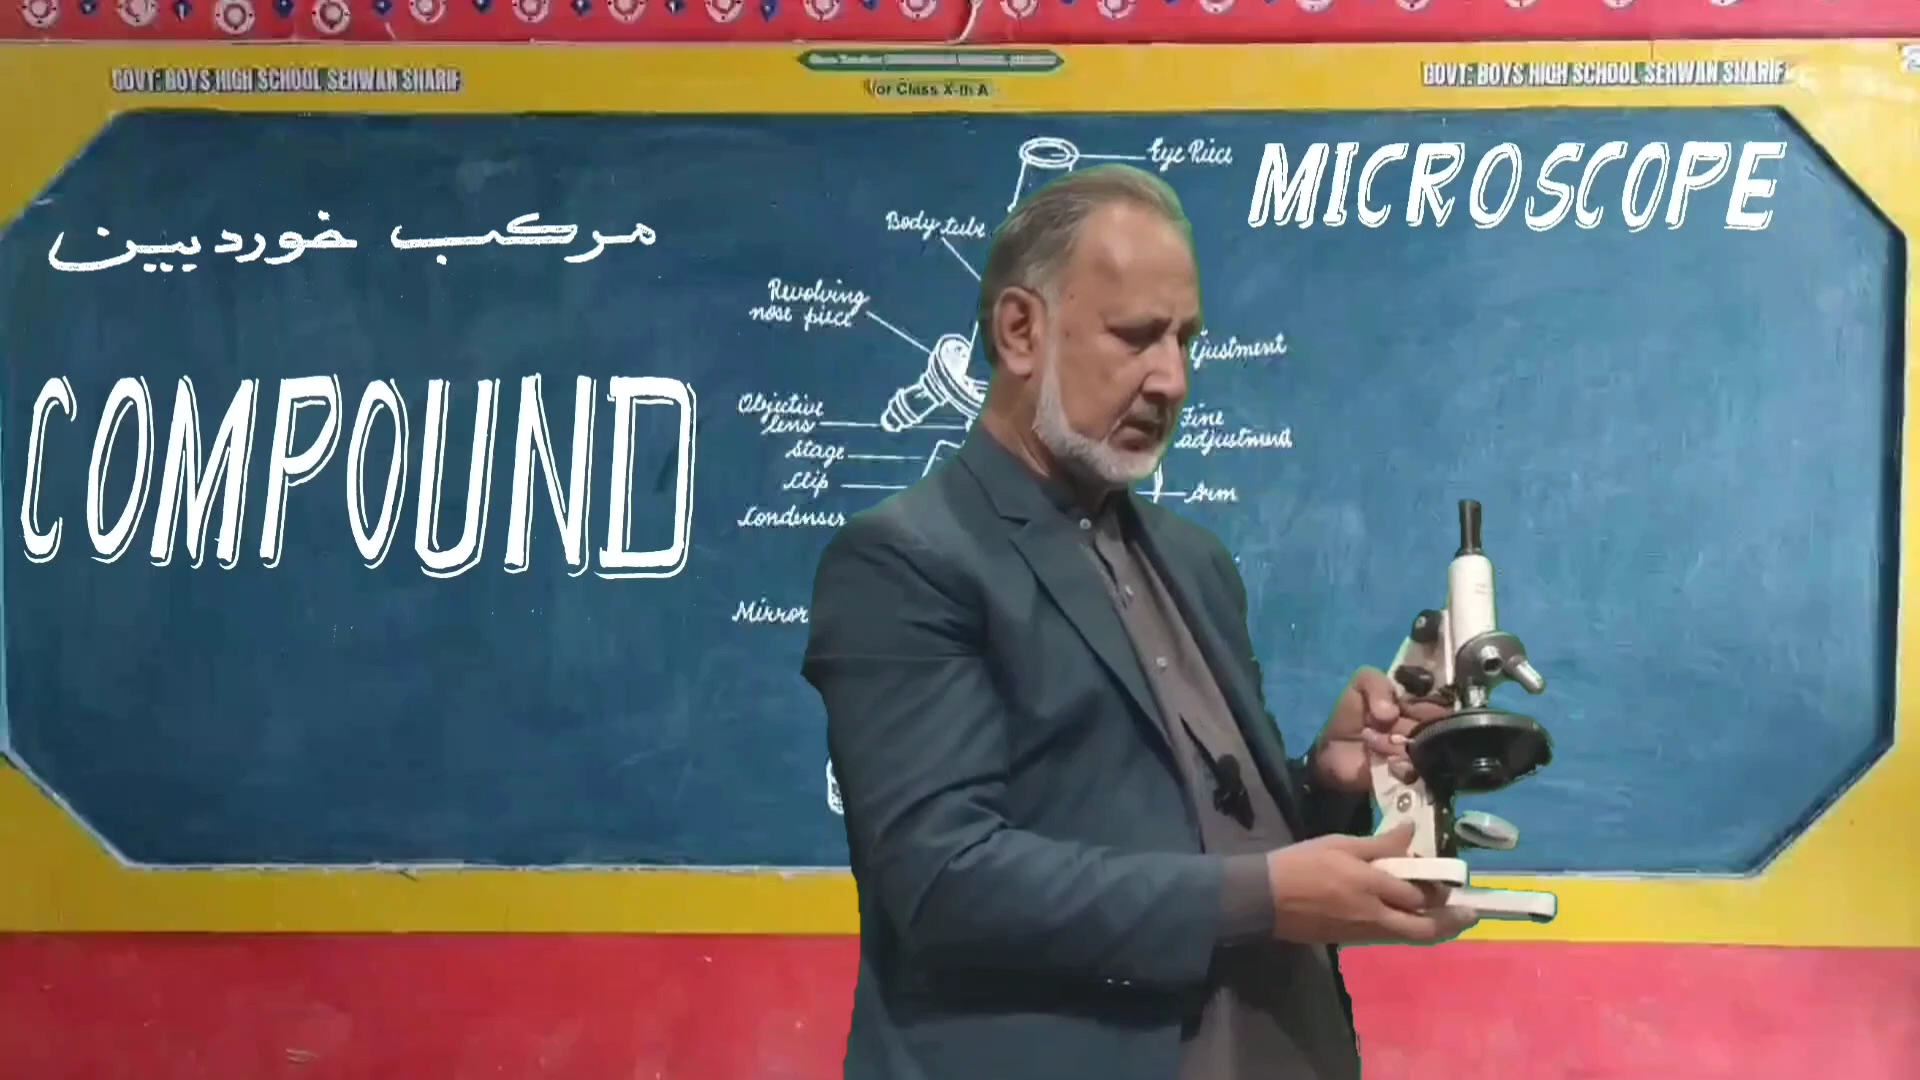 GOVT: BOYS HIGH SCHOOL SEHWAN SHARIF
GOVT: BOYS HIGH SCHOOL SEHWAN SHARIF
for Class X-th A
مرکب خوردبین
COMPOUND
MICROSCOPE
Eye Piece
Body tube
Revolving
nose piece
Objective
lens
Stage
Clip
Condenser
Mirror
Fine
adjustment
Arm